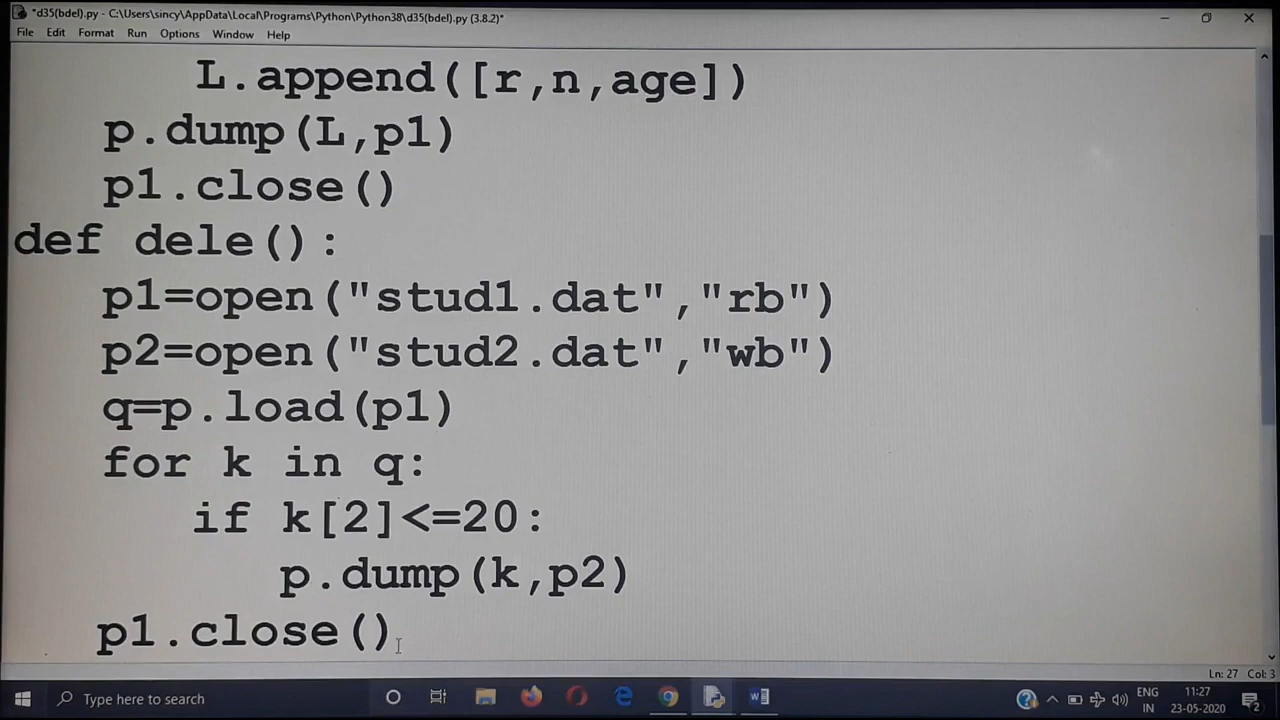 *d35(bdel).py - C:\Users\sincy\AppData\Local\Programs\Python\Python38\d35(bdel).py (3.8.2)*
File Edit Format Run Options Window Help
L.append([r,n,age])
p.dump(L,p1)
p1.close()
def dele():
p1=open("stud1.dat","rb")
p2=open("stud2.dat","wb")
q=p.load(p1)
for k in q:
if k[2]<=20:
p.dump(k,p2)
p1.close()
Ln: 27 Col: 3
Type here to search
ENG 11:27
IN 23-05-2020
2